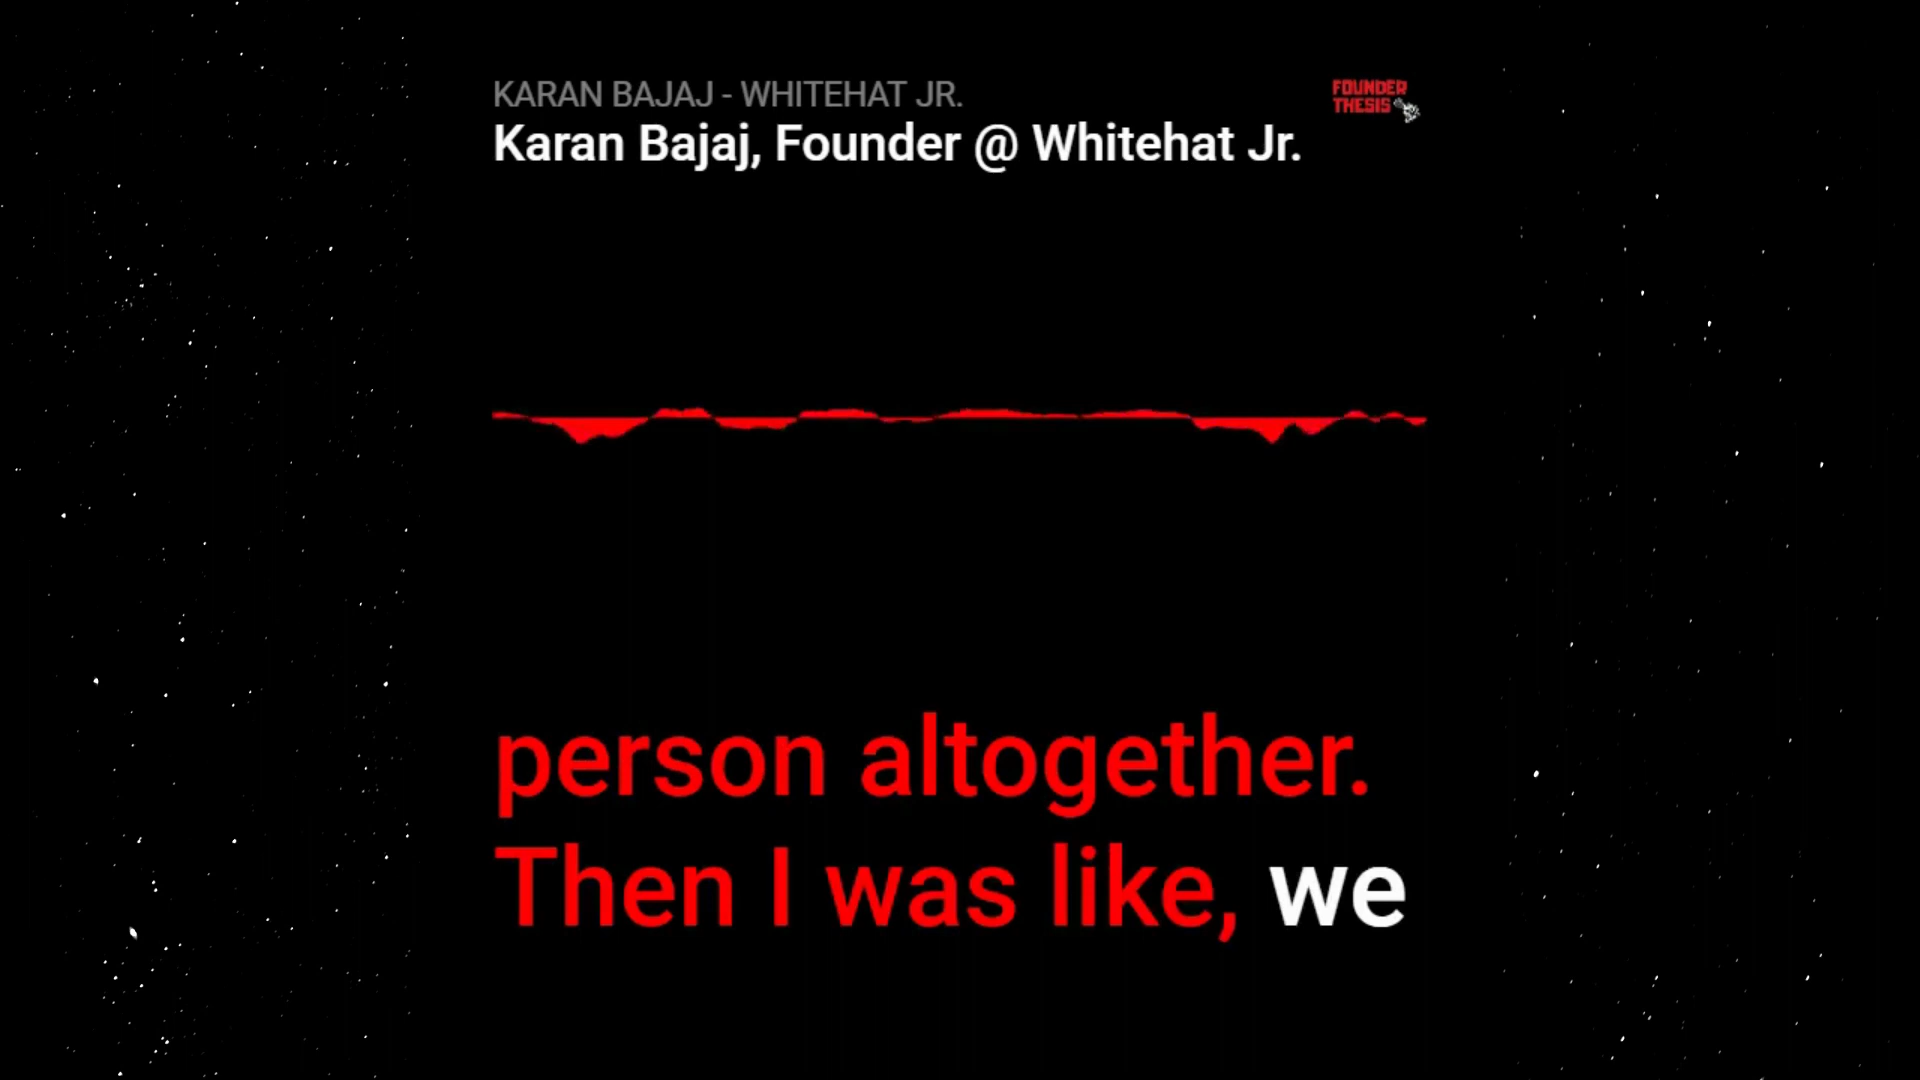 KARAN BAJAJ - WHITEHAT JR.
Karan Bajaj, Founder @ Whitehat Jr.
FOUNDER
THESIS
person altogether.
Then I was like, we